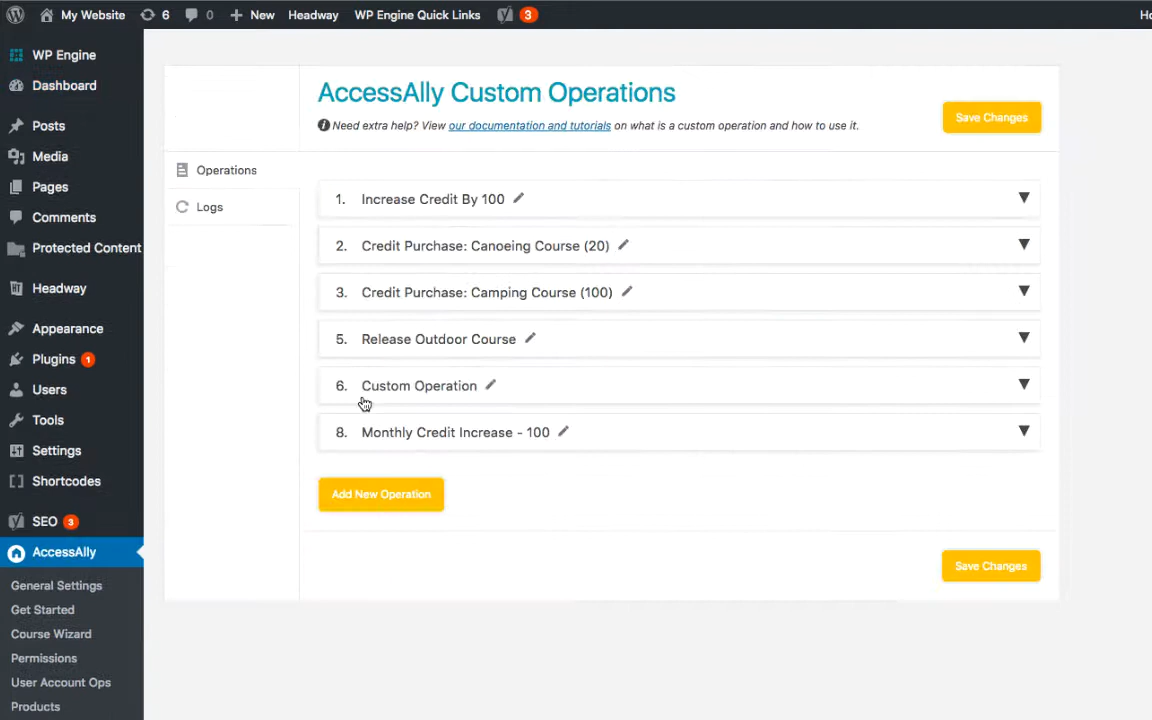 My Website 6 0 New Headway WP Engine Quick Links 3
WP Engine
Dashboard
Posts
Media
Pages
Comments
Protected Content
Headway
Appearance
Plugins 1
Users
Tools
Settings
Shortcodes
SEO 3
AccessAlly
General Settings
Get Started
Course Wizard
Permissions
User Account Ops
Products
Operations
Logs
AccessAlly Custom Operations
Need extra help? View our documentation and tutorials on what is a custom operation and how to use it.
Save Changes
1. Increase Credit By 100
2. Credit Purchase: Canoeing Course (20)
3. Credit Purchase: Camping Course (100)
5. Release Outdoor Course
6. Custom Operation
8. Monthly Credit Increase - 100
Add New Operation
Save Changes